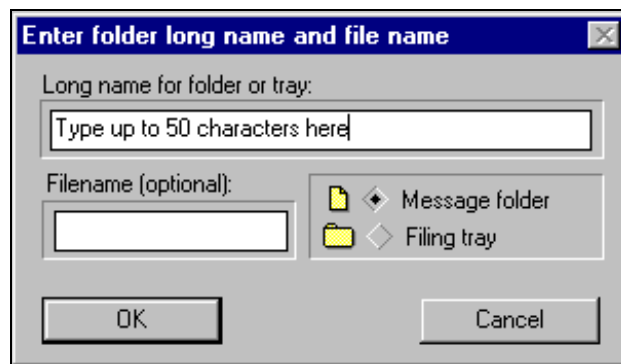 Enter folder long name and file name
Long name for folder or tray:
Type up to 50 characters here
Filename (optional):
Message folder
Filing tray
OK
Cancel